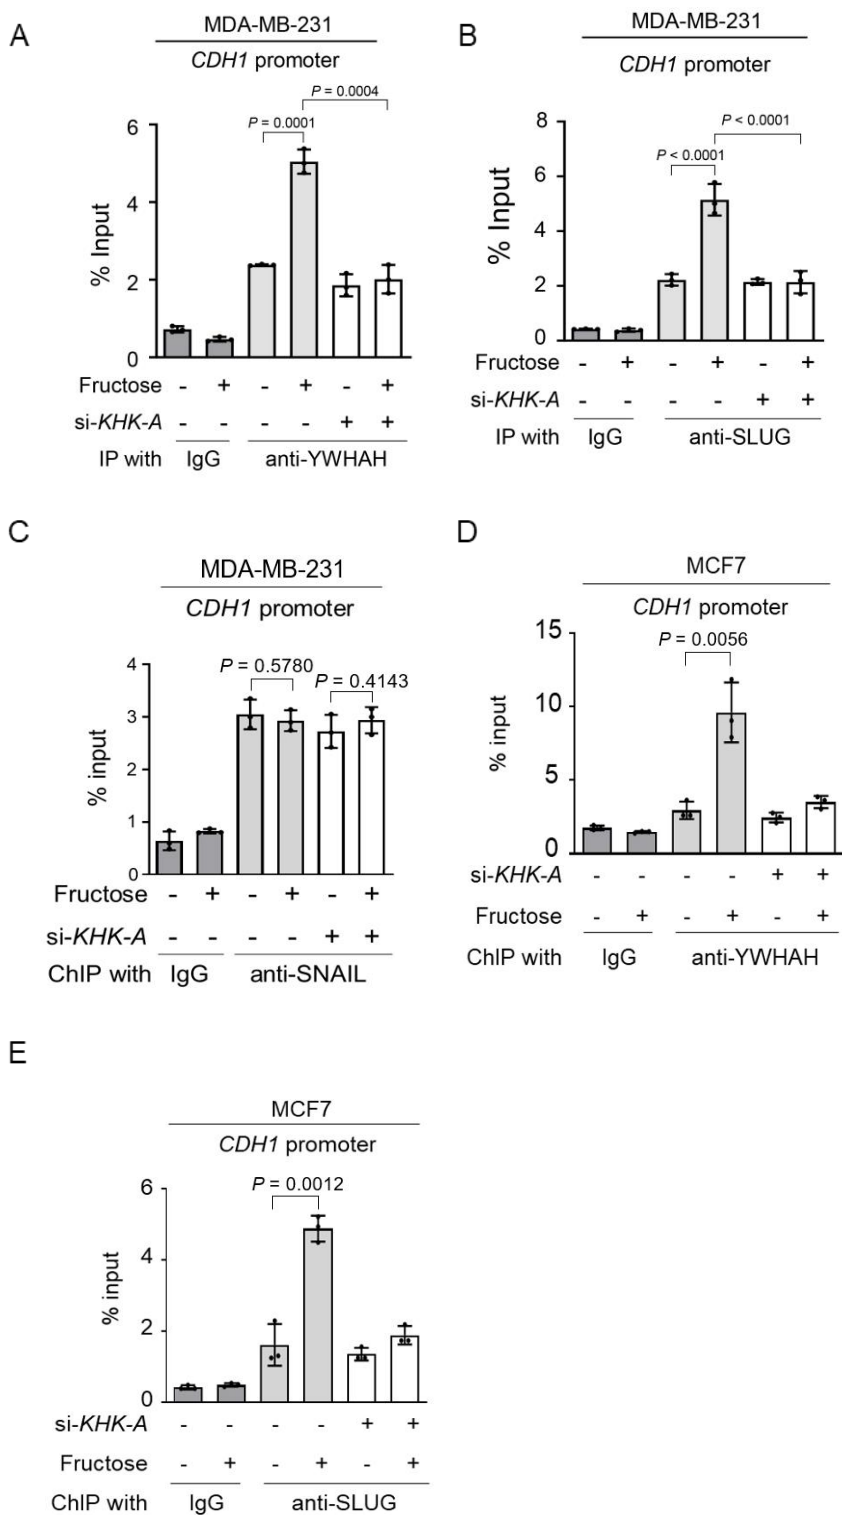 A
MDA-MB-231
CDH1 promoter
P = 0.0004
P = 0.0001
6
4
2
0
% Input
Fructose - + - + - +
si-KHK-A - - - - + +
IP with IgG anti-YWHAH
B
MDA-MB-231
CDH1 promoter
P < 0.0001
P < 0.0001
8
6
4
2
0
% Input
Fructose - + - + - +
si-KHK-A - - - - + +
IP with IgG anti-SLUG
C
MDA-MB-231
CDH1 promoter
P = 0.5780
P = 0.4143
4
3
2
1
0
% input
Fructose - + - + - +
si-KHK-A - - - - + +
ChIP with IgG anti-SNAIL
D
MCF7
CDH1 promoter
P = 0.0056
15
10
5
0
% input
si-KHK-A - - - - + +
Fructose - + - + - +
ChIP with IgG anti-YWHAH
E
MCF7
CDH1 promoter
P = 0.0012
6
4
2
0
% input
si-KHK-A - - - - + +
Fructose - + - + - +
ChIP with IgG anti-SLUG